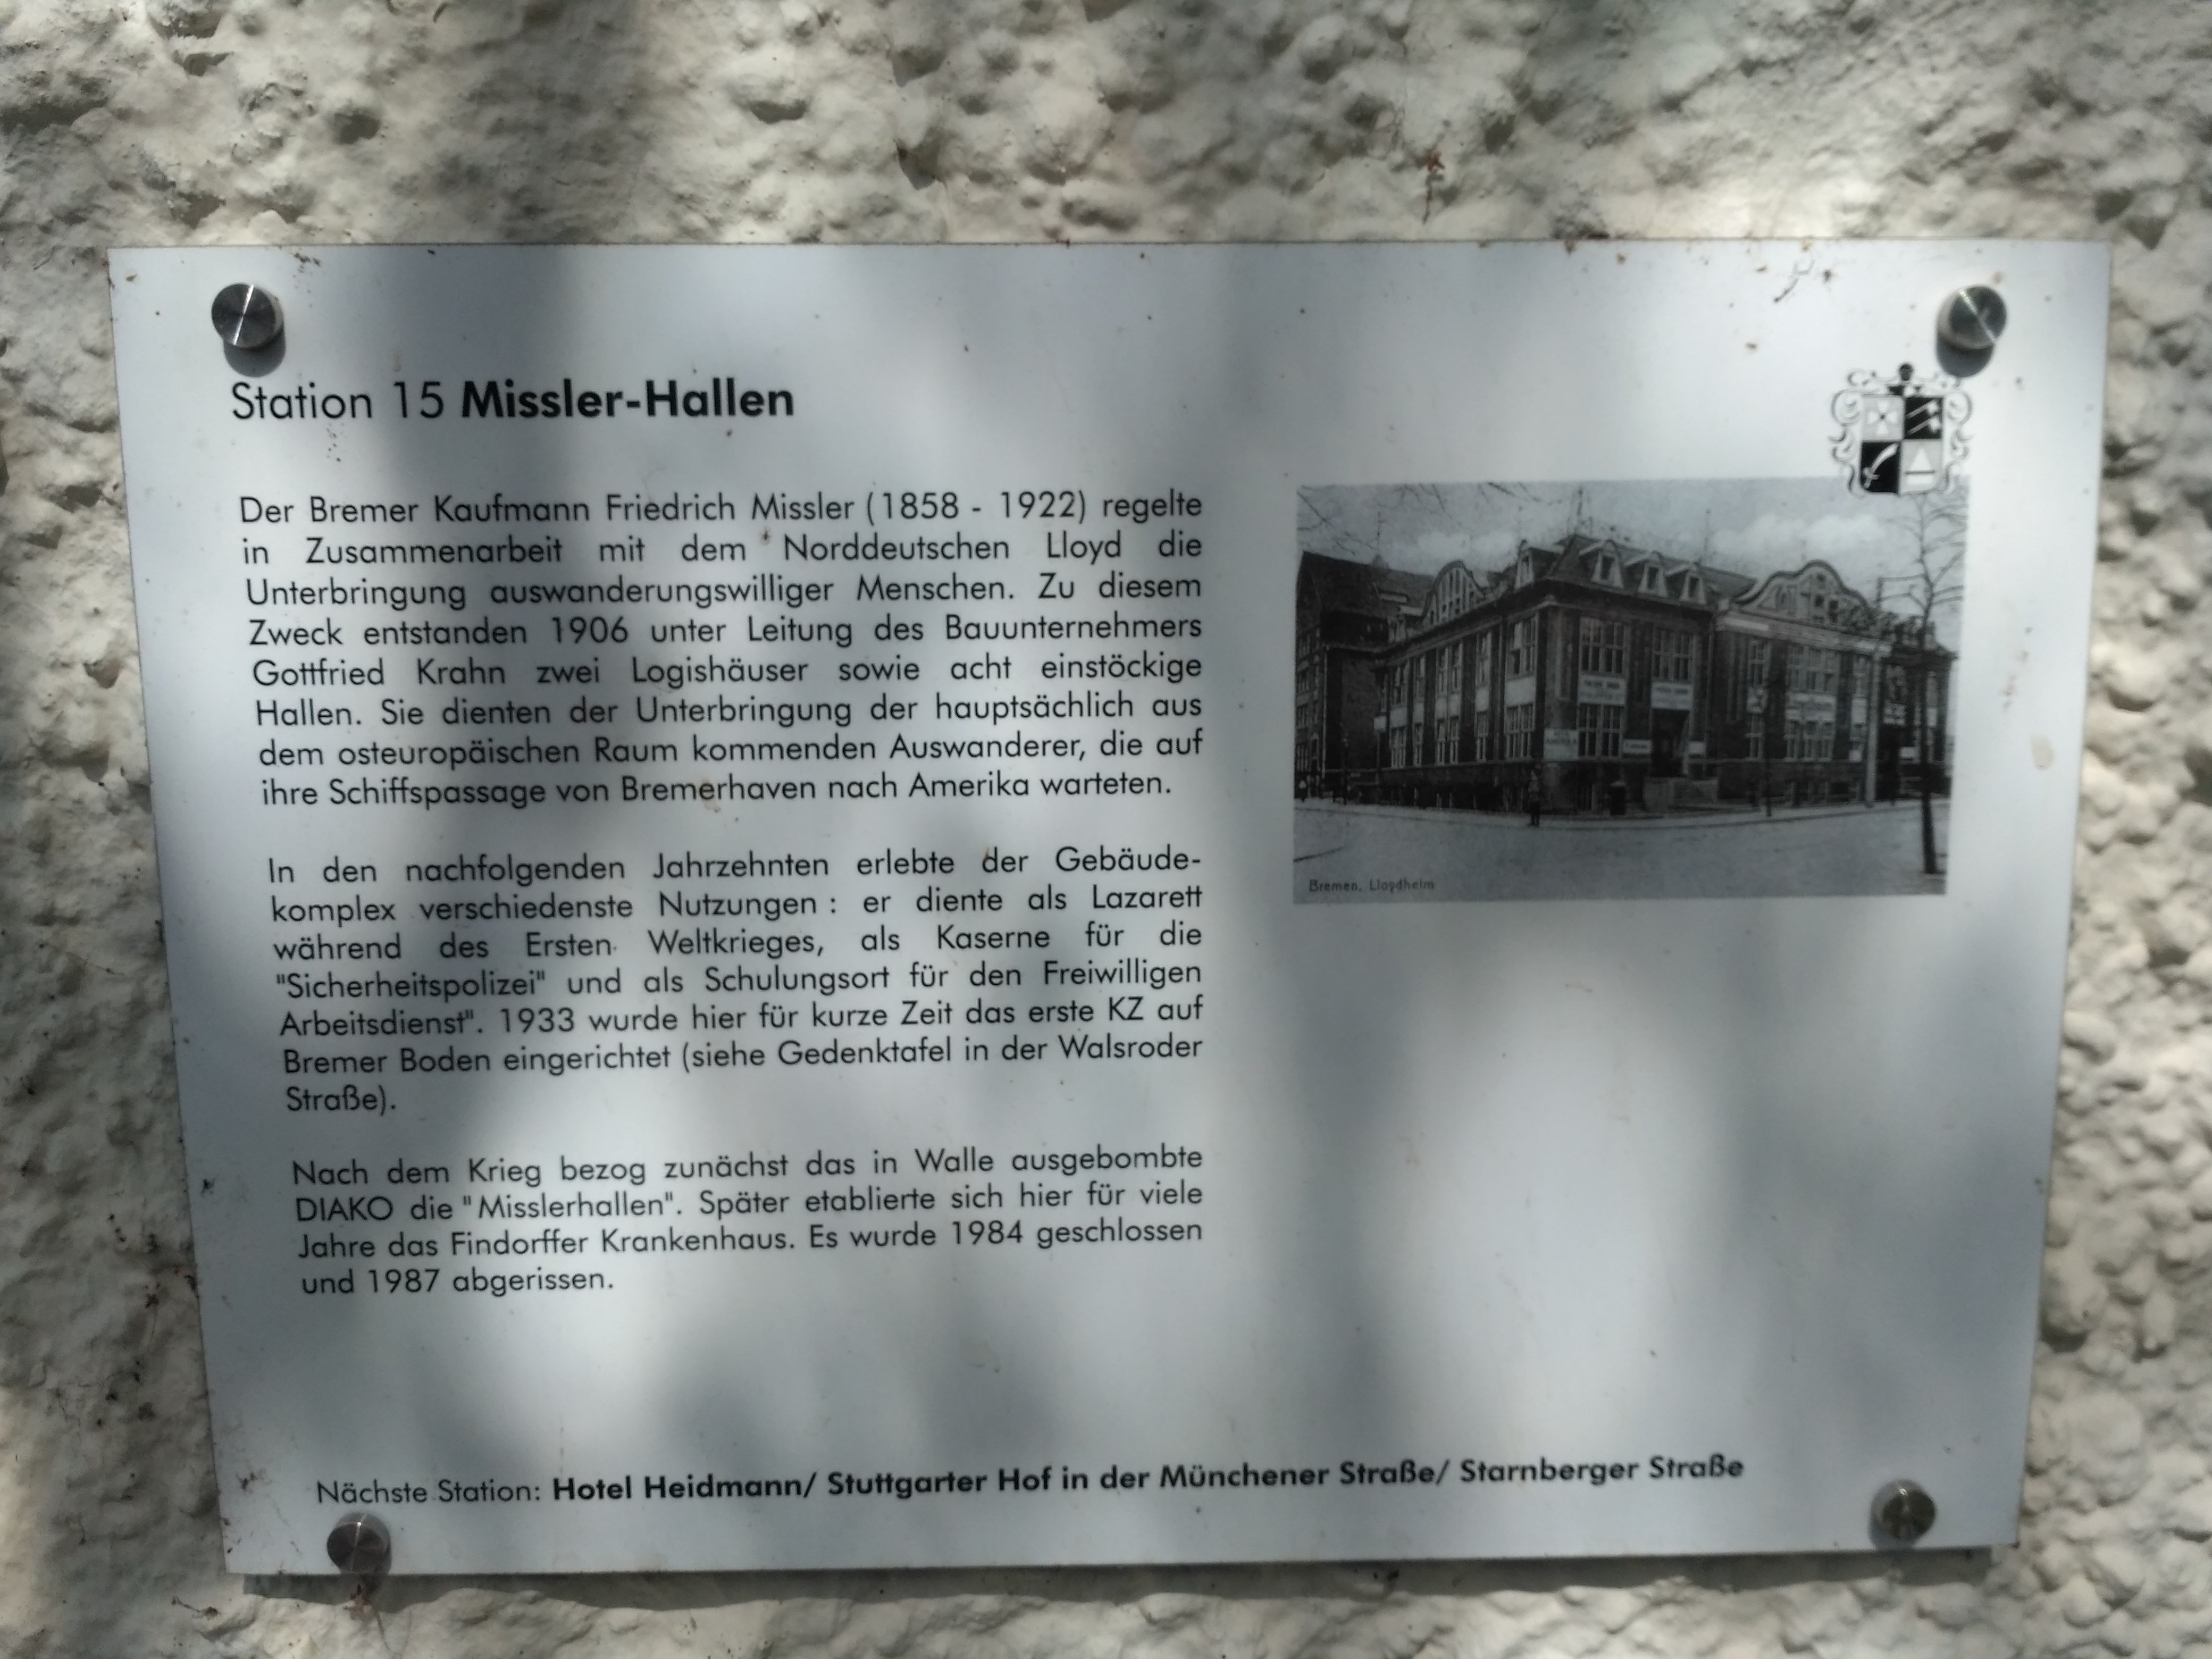 Station 15 Missler-Hallen
Der Bremer Kaufmann Friedrich Missler (1858 - 1922) regelte
in Zusammenarbeit mit dem Norddeutschen Lloyd die
Unterbringung auswanderungswilliger Menschen. Zu diesem
Zweck entstanden 1906 unter Leitung des Bauunternehmers
Gottfried Krahn zwei Logishäuser sowie acht einstöckige
Hallen. Sie dienten der Unterbringung der hauptsächlich aus
dem osteuropäischen Raum kommenden Auswanderer, die auf
ihre Schiffspassage von Bremerhaven nach Amerika warteten.
In den nachfolgenden Jahrzehnten erlebte der Gebäude-
komplex verschiedenste Nutzungen : er diente als Lazarett
während des Ersten Weltkrieges, als Kaserne für die
"Sicherheitspolizei" und als Schulungsort für den Freiwilligen
Arbeitsdienst". 1933 wurde hier für kurze Zeit das erste KZ auf
Bremer Boden eingerichtet (siehe Gedenktafel in der Walsroder
Straße).
Nach dem Krieg bezog zunächst das in Walle ausgebombte
DIAKO die "Misslerhallen". Später etablierte sich hier für viele
Jahre das Findorffer Krankenhaus. Es wurde 1984 geschlossen
und 1987 abgerissen.
Bremen, Lloydheim
Nächste Station: Hotel Heidmann/ Stuttgarter Hof in der Münchener Straße/ Starnberger Straße